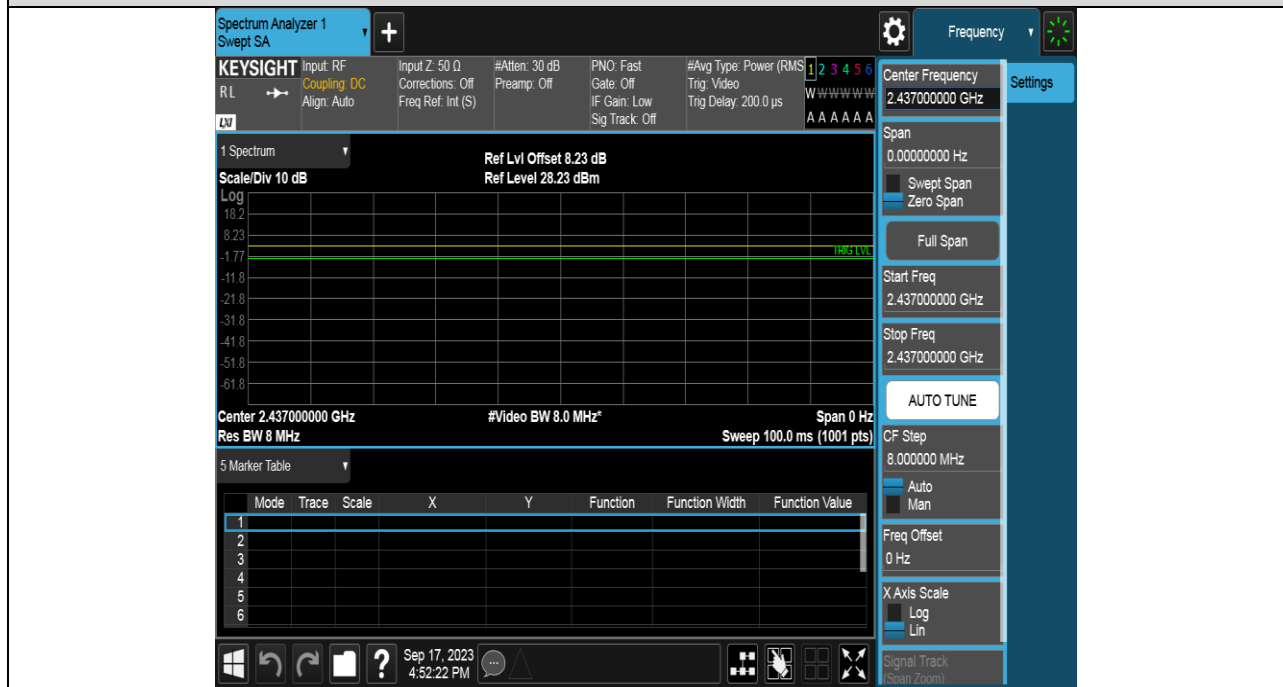 Spectrum Analyzer 1
Swept SA
+
Frequency
KEYSIGHT
RL
LXI
Input: RF
Coupling: DC
Align: Auto
Input Z: 50 Ω
Corrections: Off
Freq Ref: Int (S)
#Atten: 30 dB
Preamp: Off
PNO: Fast
Gate: Off
IF Gain: Low
Sig Track: Off
#Avg Type: Power (RMS
Trig: Video
Trig Delay: 200.0 µs
1 2 3 4 5 6
W W W W W W
A A A A A A
1 Spectrum
Scale/Div 10 dB
Ref Lvl Offset 8.23 dB
Ref Level 28.23 dBm
Log
18.2
8.23
-1.77
-11.8
-21.8
-31.8
-41.8
-51.8
-61.8
TRIG LVL
Center 2.437000000 GHz
#Video BW 8.0 MHz*
Span 0 Hz
Res BW 8 MHz
Sweep 100.0 ms (1001 pts)
5 Marker Table
Mode Trace Scale X Y Function Function Width Function Value
1
2
3
4
5
6
?
Sep 17, 2023
4:52:22 PM
Center Frequency
2.437000000 GHz
Span
0.00000000 Hz
Swept Span
Zero Span
Full Span
Start Freq
2.437000000 GHz
Stop Freq
2.437000000 GHz
AUTO TUNE
CF Step
8.000000 MHz
Auto
Man
Freq Offset
0 Hz
X Axis Scale
Log
Lin
Signal Track
(Span Zoom)
Settings